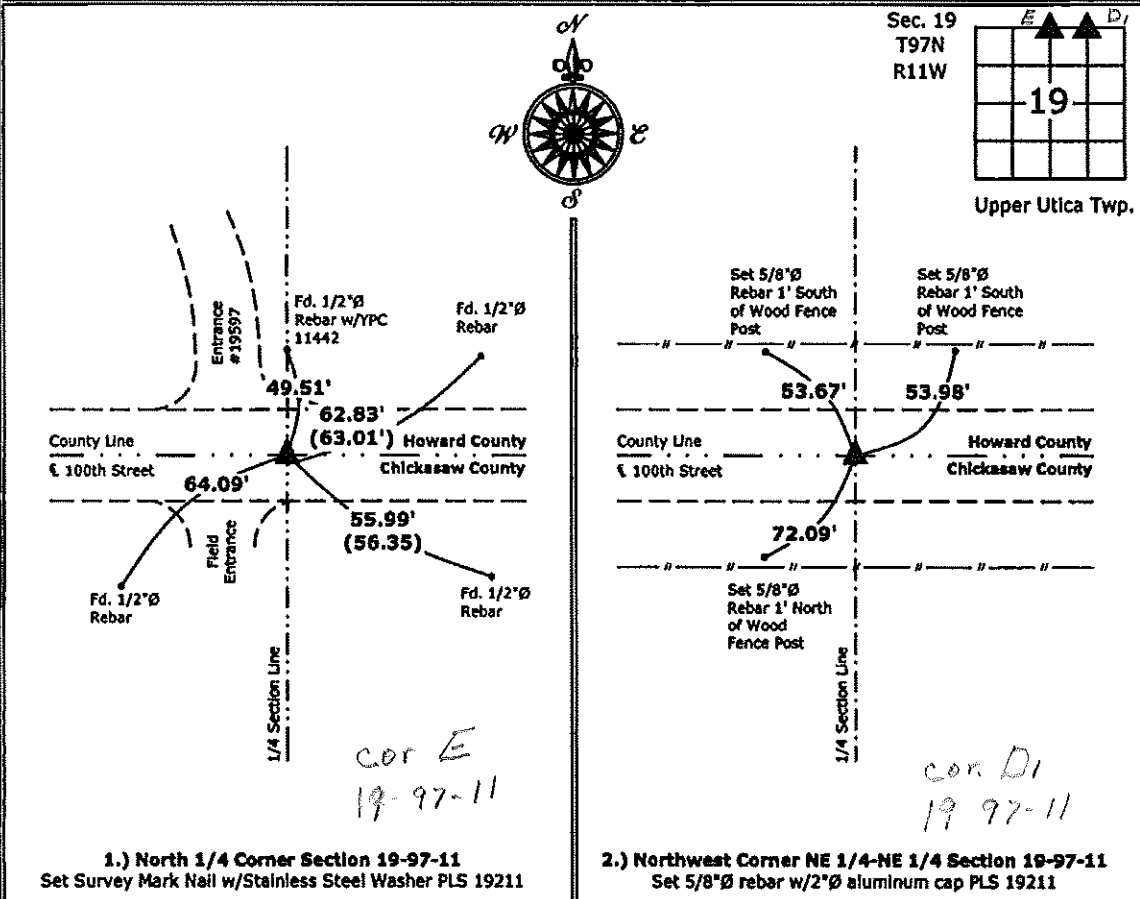 N
W
E
S
Sec. 19
T97N
R11W
E
D1
19
Upper Utica Twp.
Entrance
#19597
Fd. 1/2"Ø
Rebar w/YPC
11442
Fd. 1/2"Ø
Rebar
49.51'
62.83'
(63.01')
County Line
Howard County
℄ 100th Street
Chickasaw County
64.09'
55.99'
(56.35)
Field
Entrance
Fd. 1/2"Ø
Rebar
Fd. 1/2"Ø
Rebar
1/4 Section Line
cor E
19-97-11
1.) North 1/4 Corner Section 19-97-11
Set Survey Mark Nail w/Stainless Steel Washer PLS 19211
Set 5/8"Ø
Rebar 1' South
of Wood Fence
Post
Set 5/8"Ø
Rebar 1' South
of Wood Fence
Post
53.67'
53.98'
County Line
Howard County
℄ 100th Street
Chickasaw County
72.09'
Set 5/8"Ø
Rebar 1' North
of Wood
Fence Post
1/4 Section Line
cor. D1
19 97-11
2.) Northwest Corner NE 1/4-NE 1/4 Section 19-97-11
Set 5/8"Ø rebar w/2"Ø aluminum cap PLS 19211